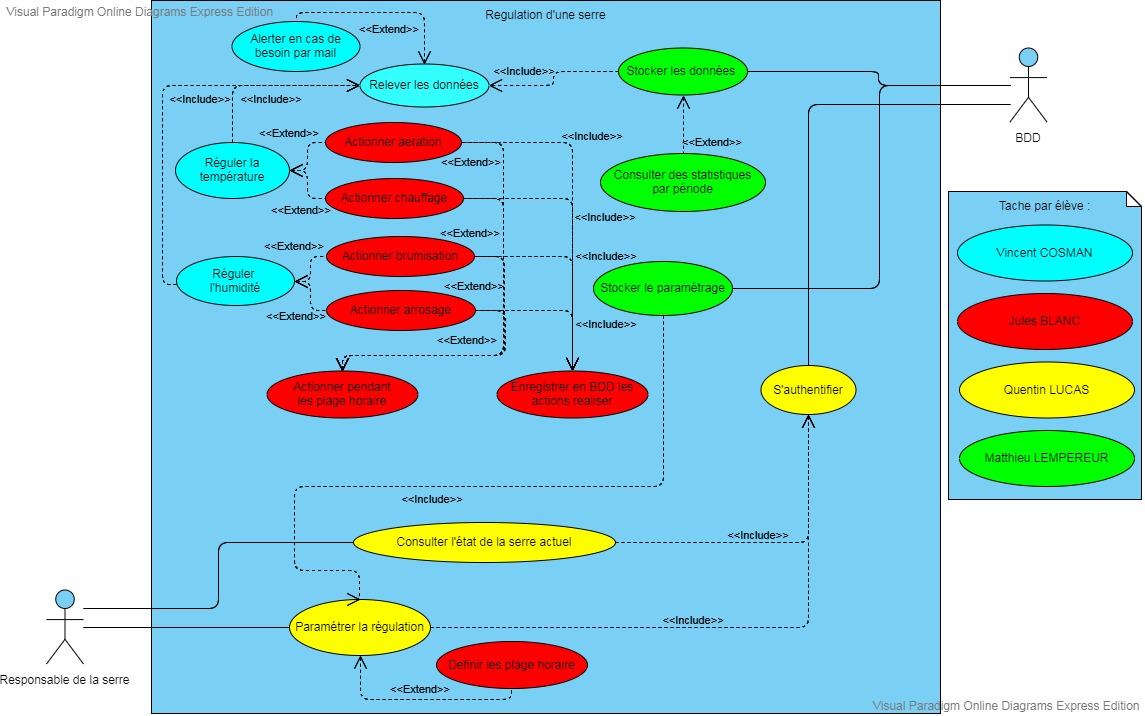 Visual Paradigm Online Diagrams Express Edition
Regulation d'une serre
Alerter en cas de
besoin par mail
<<Extend>>
Relever les données
<<Include>>
Stocker les données
<<Include>>
<<Include>>
BDD
<<Extend>>
Actionner aeration
<<Include>>
<<Extend>>
Réguler la
température
<<Extend>>
Consulter des statistiques
par période
Actionner chauffage
<<Extend>>
<<Include>>
<<Extend>>
<<Extend>>
Actionner brumisation
<<Include>>
Réguler
l'humidité
<<Extend>>
Stocker le paramétrage
Actionner arrosage
<<Extend>>
<<Include>>
<<Extend>>
Actionner pendant
les plage horaire
Enregistrer en BDD les
actions realiser
S'authentifier
Tache par élève :
Vincent COSMAN
Jules BLANC
Quentin LUCAS
Matthieu LEMPEREUR
<<Include>>
Consulter l'état de la serre actuel
<<Include>>
Paramétrer la régulation
<<Include>>
Definir les plage horaire
<<Extend>>
Responsable de la serre
Visual Paradigm Online Diagrams Express Edition